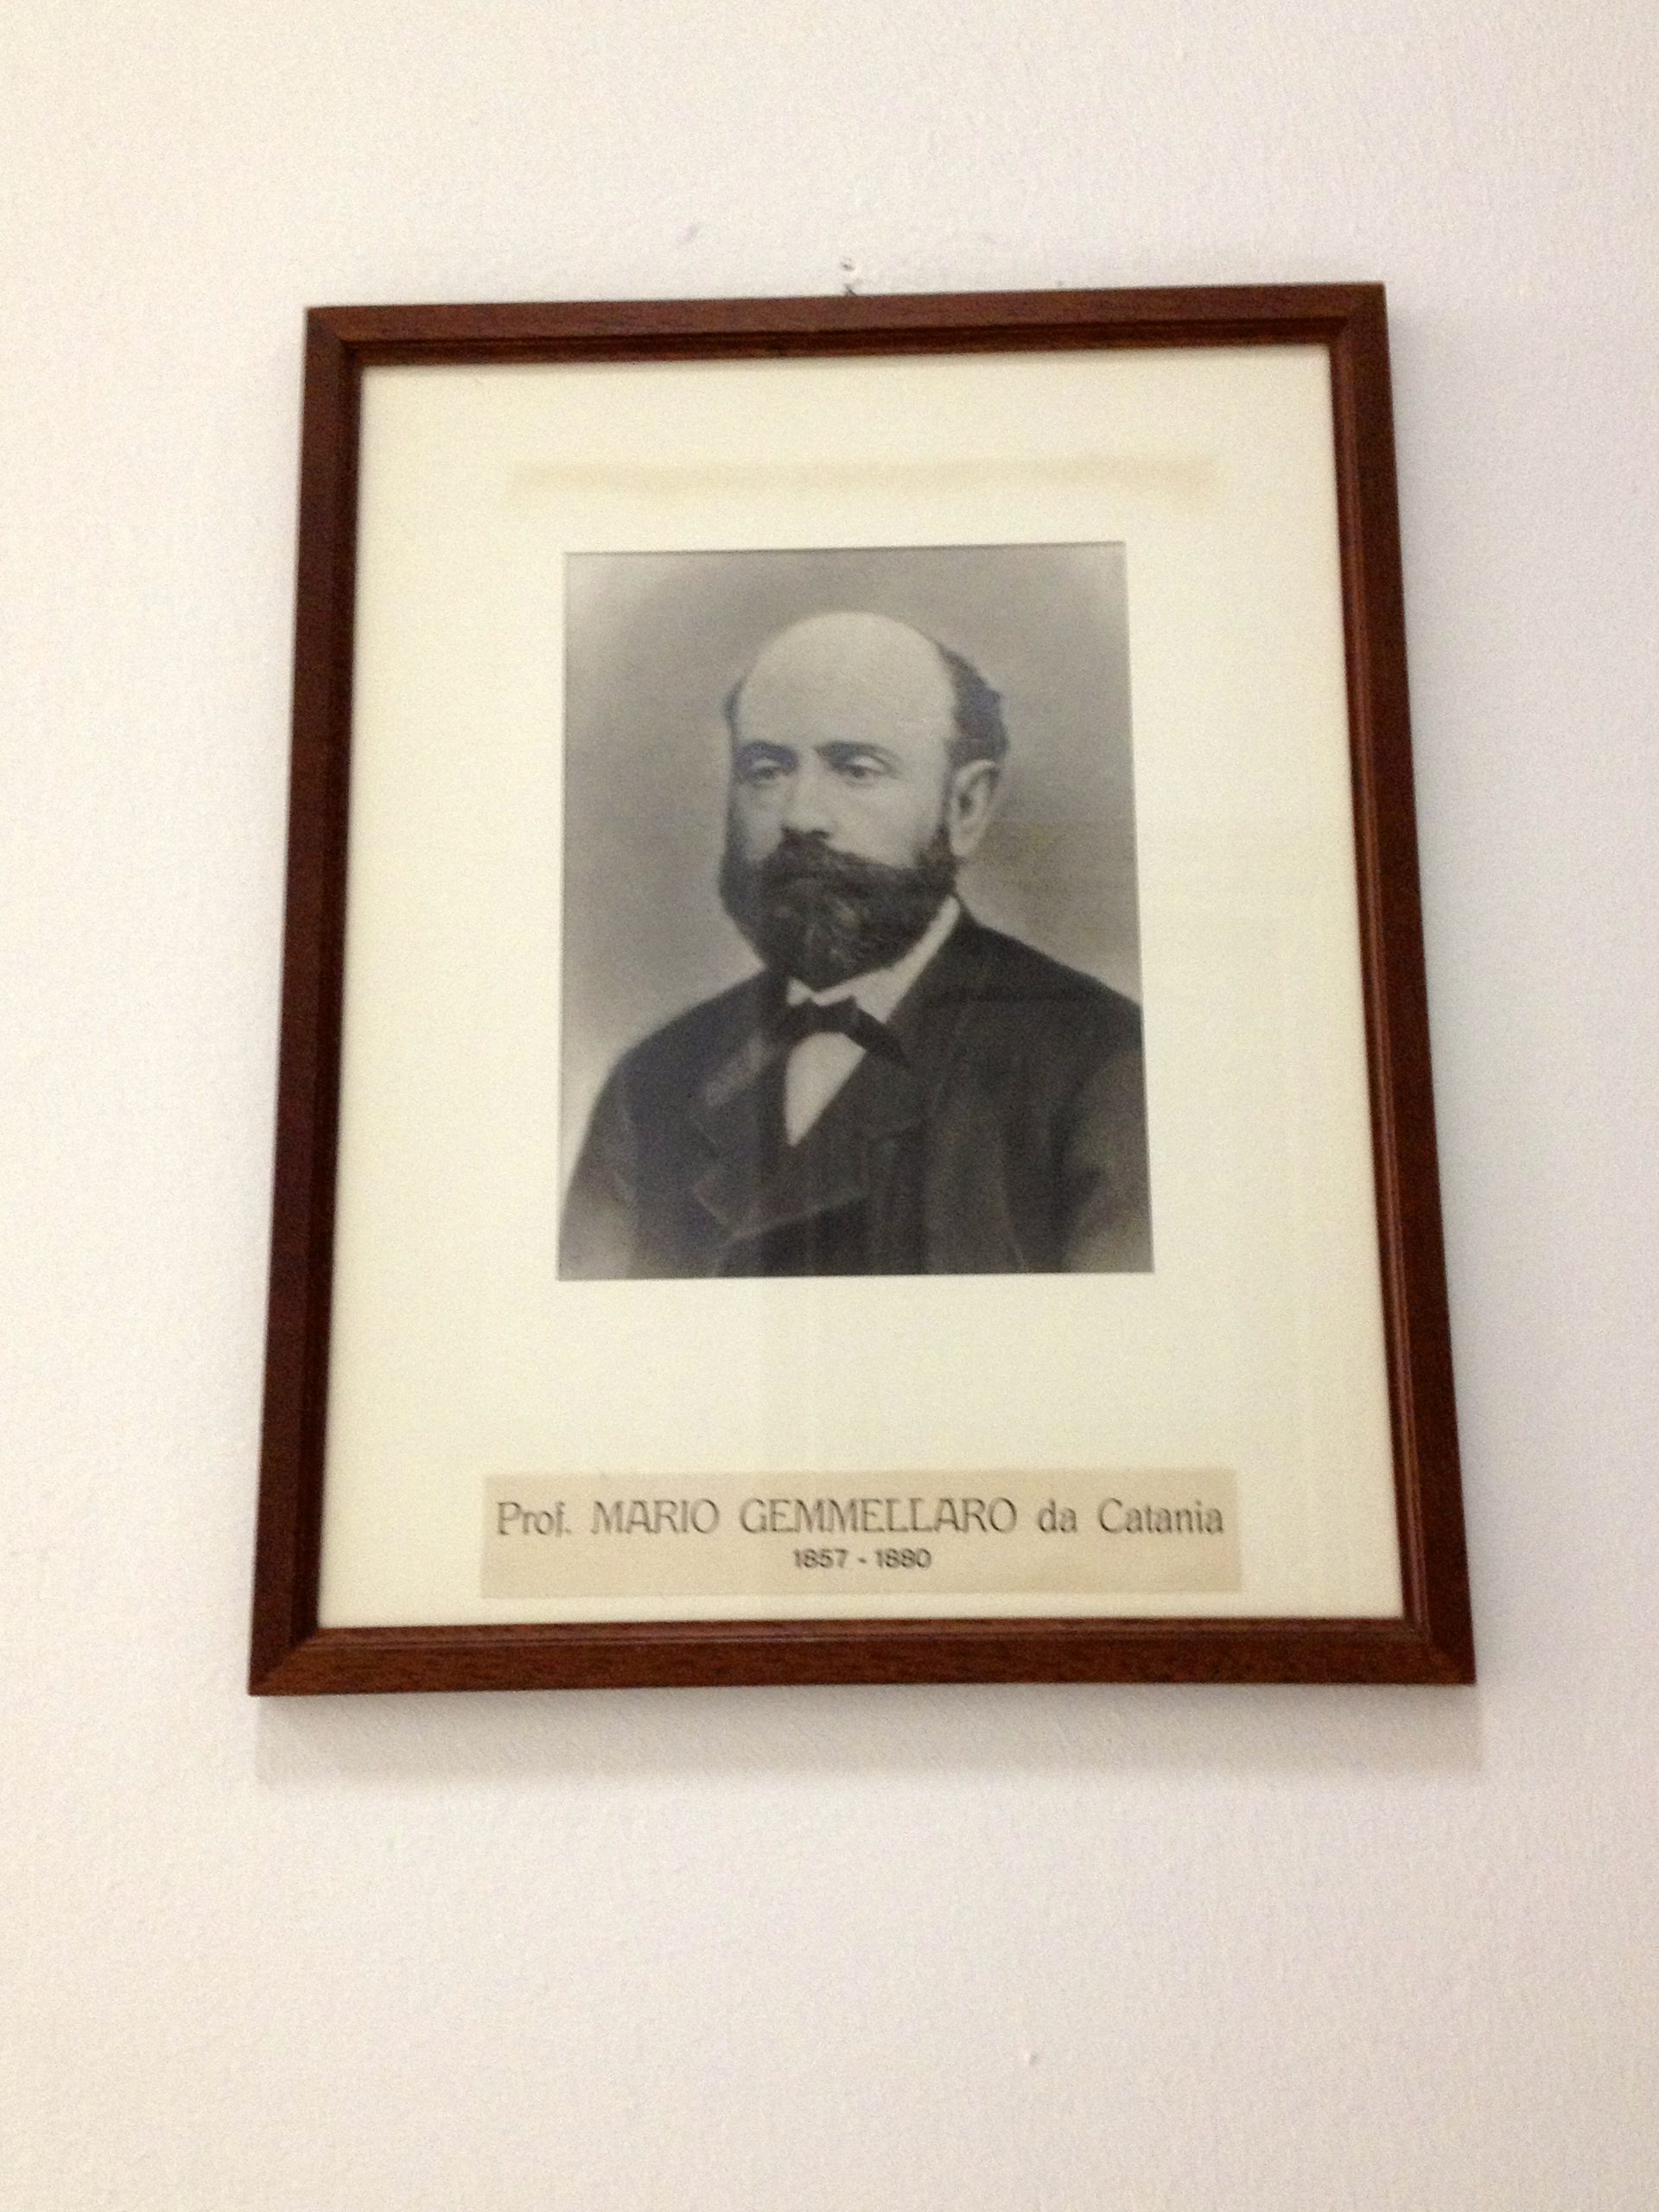 Prof. MARIO GEMMELLARO da Catania
1857 - 1880